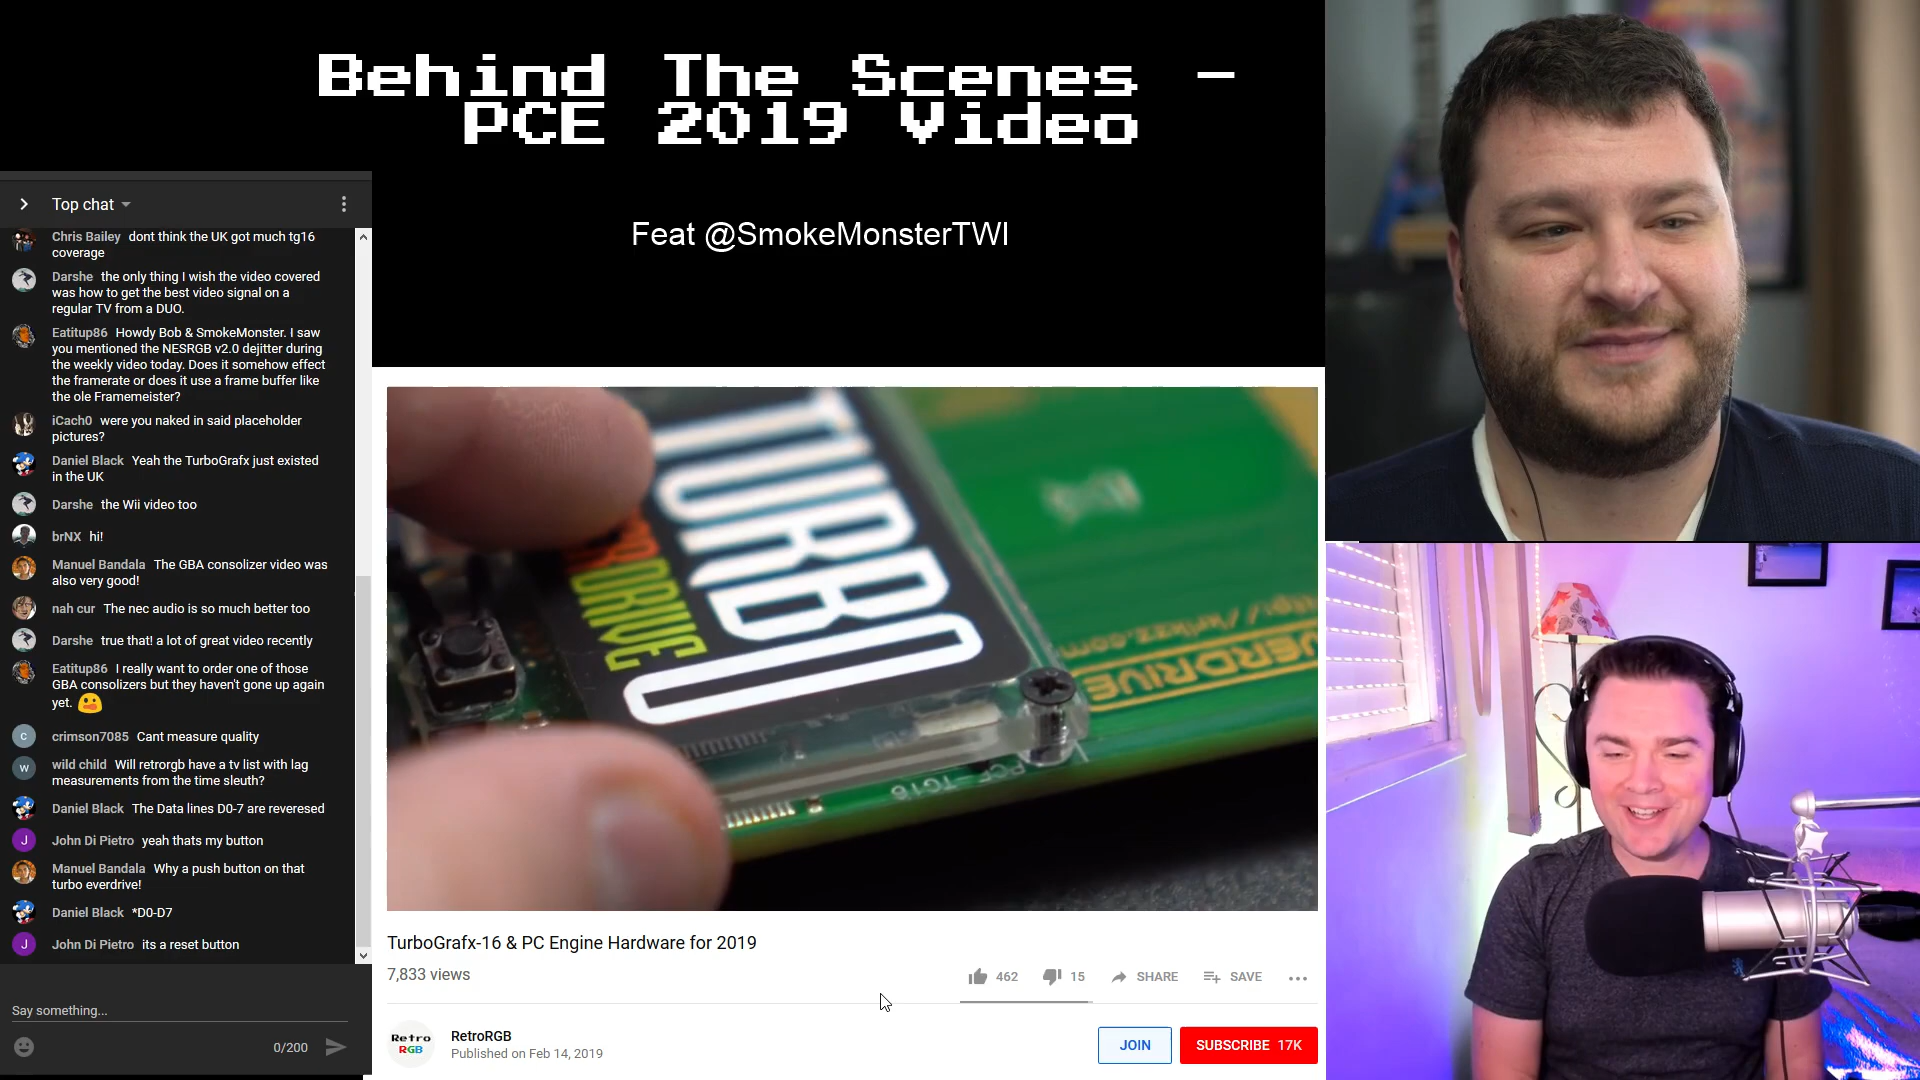 Behind The Scenes -
PCE 2019 Video
Feat @SmokeMonsterTWI
Top chat
Chris Bailey dont think the UK got much tg16
coverage
Darshe the only thing I wish the video covered
was how to get the best video signal on a
regular TV from a DUO.
Eatitup86 Howdy Bob & SmokeMonster. I saw
you mentioned the NESRGB v2.0 dejitter during
the weekly video today. Does it somehow effect
the framerate or does it use a frame buffer like
the ole Framemeister?
iCach0 were you naked in said placeholder
pictures?
Daniel Black Yeah the TurboGrafx just existed
in the UK
Darshe the Wii video too
brNX hi!
Manuel Bandala The GBA consolizer video was
also very good!
nah cur The nec audio is so much better too
Darshe true that! a lot of great video recently
Eatitup86 I really want to order one of those
GBA consolizers but they haven't gone up again
yet.
c
crimson7085 Cant measure quality
w
wild child Will retrorgb have a tv list with lag
measurements from the time sleuth?
Daniel Black The Data lines D0-7 are reveresed
J
John Di Pietro yeah thats my button
Manuel Bandala Why a push button on that
turbo everdrive!
Daniel Black *D0-D7
J
John Di Pietro its a reset button
Say something...
0/200
TURBO
DRIVE
VERDRIVE
http://krikzz.com
PCE-TG16
TurboGrafx-16 & PC Engine Hardware for 2019
7,833 views
462
15
SHARE
SAVE
Retro
RGB
RetroRGB
Published on Feb 14, 2019
JOIN
SUBSCRIBE 17K